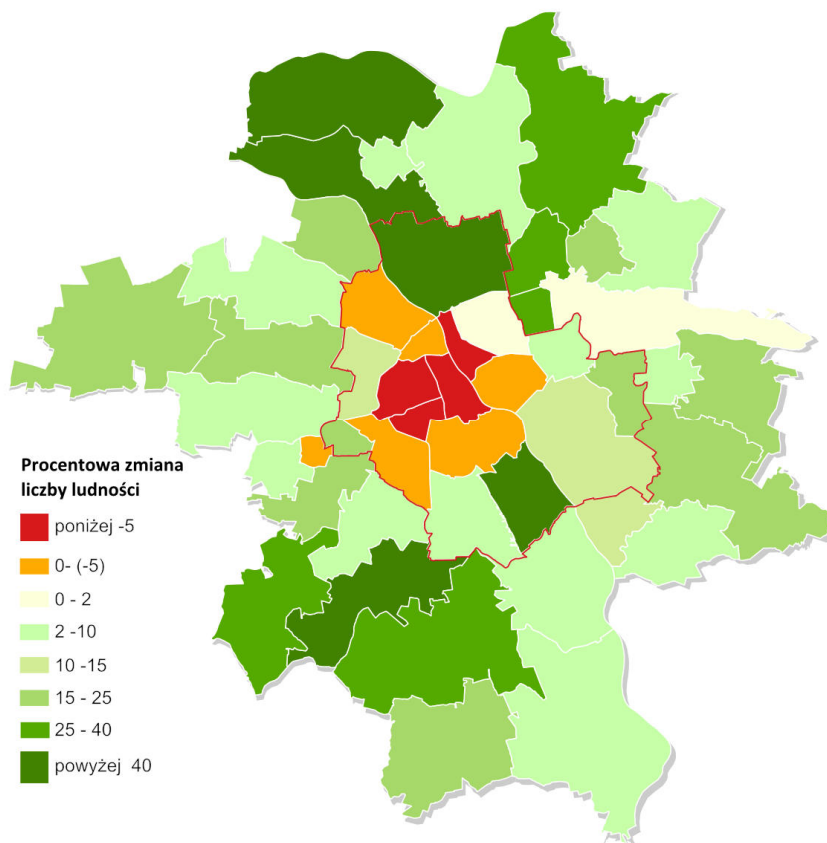 Procentowa zmiana
liczby ludności
poniżej -5
0- (-5)
0 - 2
2 -10
10 -15
15 - 25
25 - 40
powyżej 40